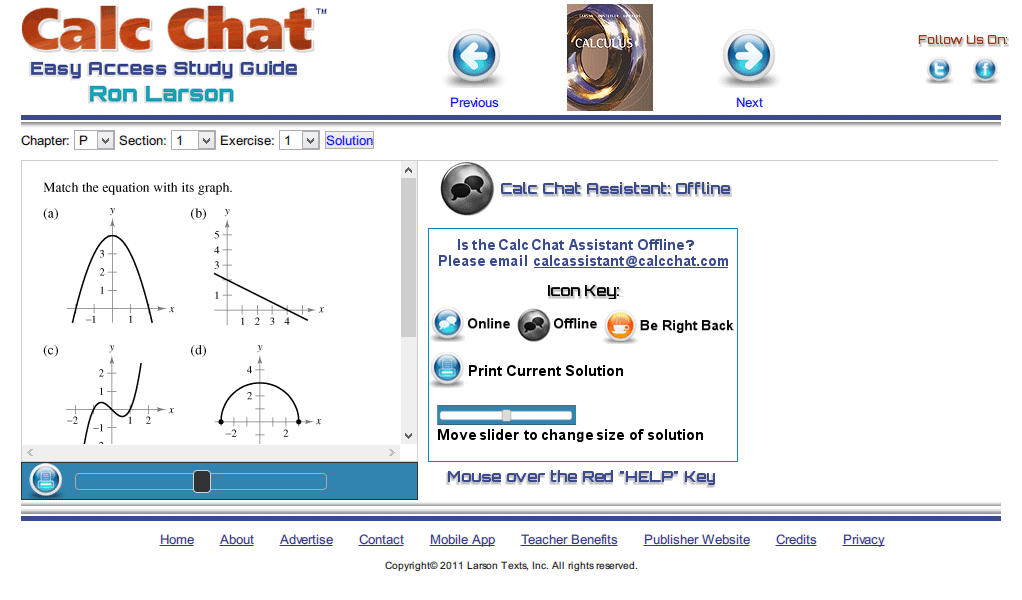 Calc Chat™
Easy Access Study Guide
Ron Larson
LARSON HOSTETLER EDWARDS
CALCULUS
Previous
Next
Follow Us On:
Chapter: P Section: 1 Exercise: 1 Solution
Match the equation with its graph.
(a)
y
3
2
1
x
−1 1
(b)
y
5
4
3
1
x
1 2 3 4
(c)
y
2
1
x
−2 1 2
−1
(d)
y
4
2
x
−2 2
Calc Chat Assistant: Offline
Is the Calc Chat Assistant Offline?
Please email calcassistant@calcchat.com
Icon Key:
Online Offline Be Right Back
Print Current Solution
Move slider to change size of solution
Mouse over the Red "HELP" Key
Home About Advertise Contact Mobile App Teacher Benefits Publisher Website Credits Privacy
Copyright© 2011 Larson Texts, Inc. All rights reserved.